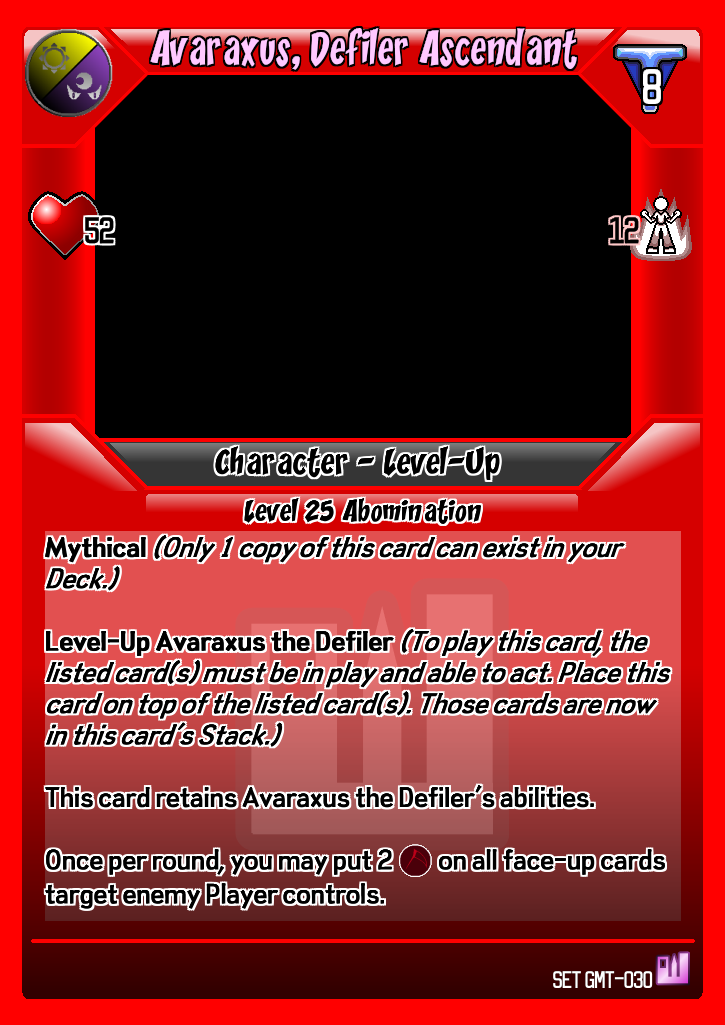 Avaraxus, Defiler Ascendant
8
52
12
Character - Level-Up
Level 25 Abomination
Mythical (Only 1 copy of this card can exist in your
Deck.)
Level-Up Avaraxus the Defiler (To play this card, the
listed card(s) must be in play and able to act. Place this
card on top of the listed card(s). Those cards are now
in this card's Stack.)
This card retains Avaraxus the Defiler's abilities.
Once per round, you may put 2 on all face-up cards
target enemy Player controls.
SET GMT-030